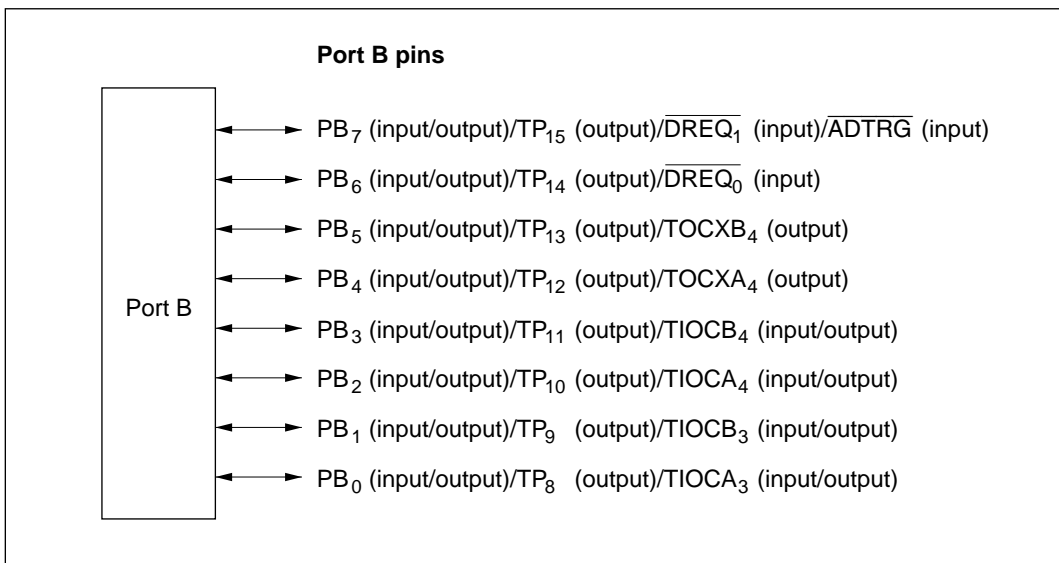 Port B pins
PB₇ (input/output)/TP₁₅ (output)/D̅R̅E̅Q̅₁̅ (input)/A̅D̅T̅R̅G̅ (input)
PB₆ (input/output)/TP₁₄ (output)/D̅R̅E̅Q̅₀̅ (input)
PB₅ (input/output)/TP₁₃ (output)/TOCXB₄ (output)
PB₄ (input/output)/TP₁₂ (output)/TOCXA₄ (output)
Port B
PB₃ (input/output)/TP₁₁ (output)/TIOCB₄ (input/output)
PB₂ (input/output)/TP₁₀ (output)/TIOCA₄ (input/output)
PB₁ (input/output)/TP₉ (output)/TIOCB₃ (input/output)
PB₀ (input/output)/TP₈ (output)/TIOCA₃ (input/output)